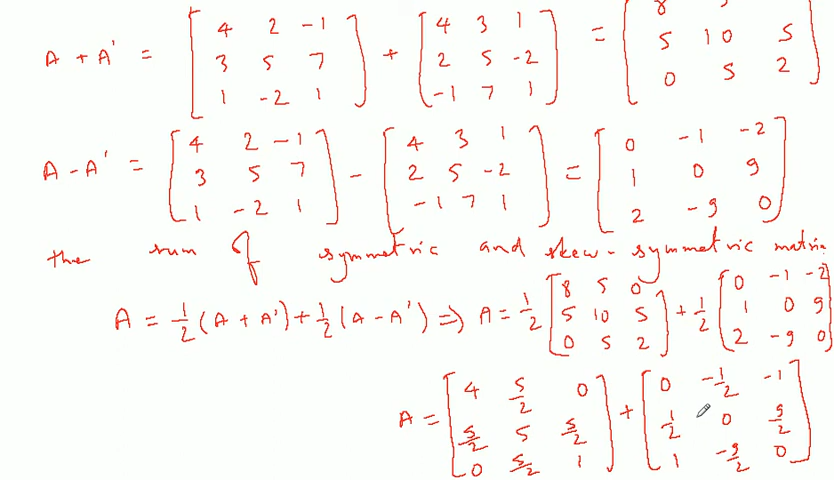 A + A' = [ 4 2 -1 ; 3 5 7 ; 1 -2 1 ] + [ 4 3 1 ; 2 5 -2 ; -1 7 1 ] = [ 8 5 ; 5 10 5 ; 0 5 2 ]
A - A' = [ 4 2 -1 ; 3 5 7 ; 1 -2 1 ] - [ 4 3 1 ; 2 5 -2 ; -1 7 1 ] = [ 0 -1 -2 ; 1 0 9 ; 2 -9 0 ]
the sum of symmetric and skew-symmetric matrix
A = 1/2 (A + A') + 1/2 (A - A') => A = 1/2 [ 8 5 0 ; 5 10 5 ; 0 5 2 ] + 1/2 [ 0 -1 -2 ; 1 0 9 ; 2 -9 0 ]
A = [ 4 5/2 0 ; 5/2 5 5/2 ; 0 5/2 1 ] + [ 0 -1/2 -1 ; 1/2 0 9/2 ; 1 -9/2 0 ]